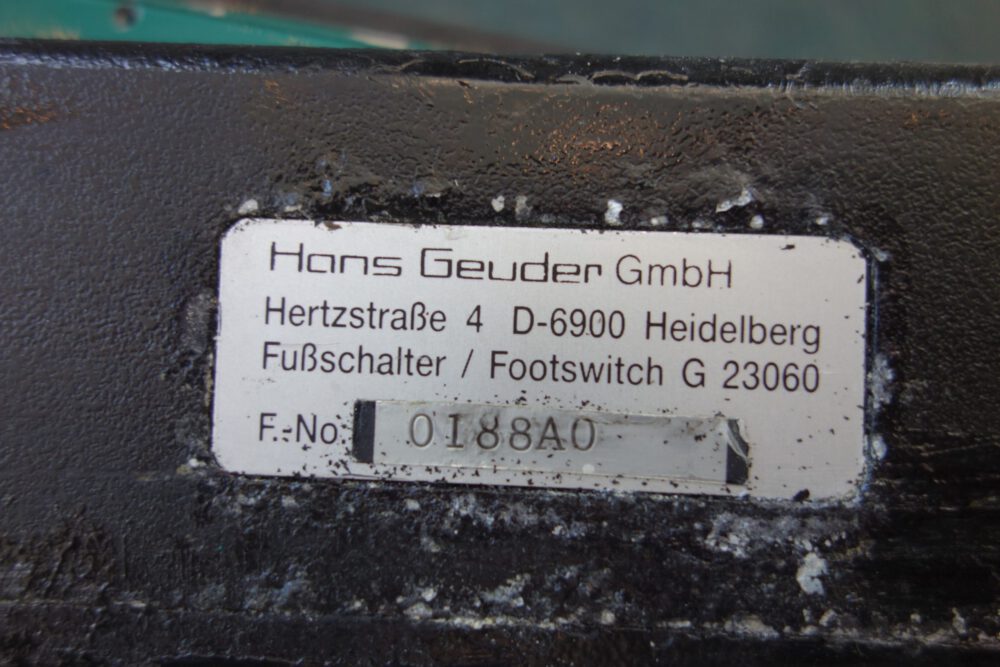 Hans Geuder GmbH
Hertzstraße 4 D-6900 Heidelberg
Fußschalter / Footswitch G 23060
F.-No 0188A0